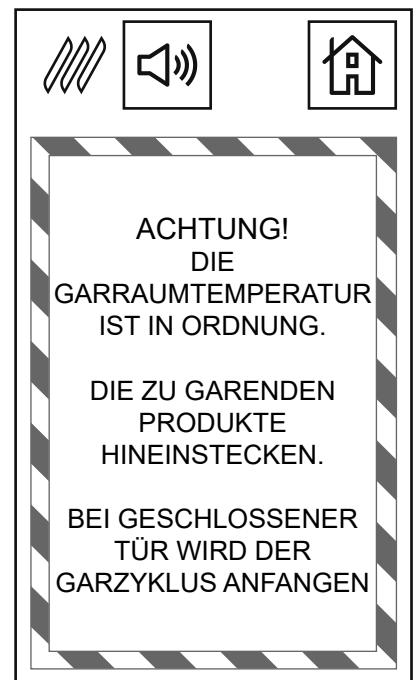 ACHTUNG!
DIE
GARRAUMTEMPERATUR
IST IN ORDNUNG.
DIE ZU GARENDEN
PRODUKTE
HINEINSTECKEN.
BEI GESCHLOSSENER
TÜR WIRD DER
GARZYKLUS ANFANGEN